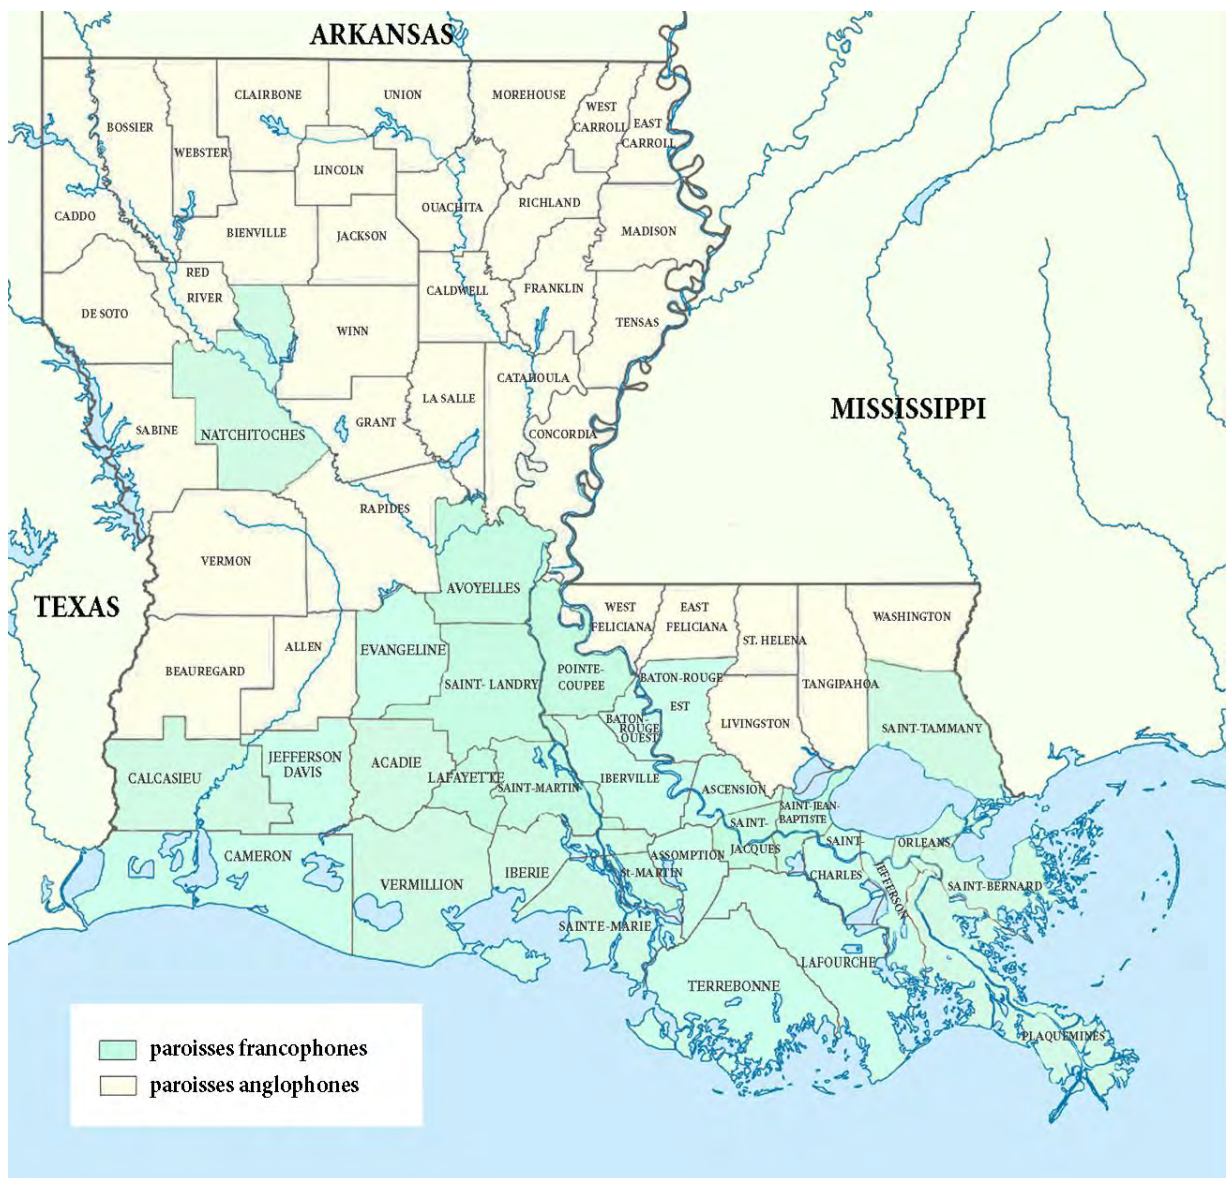 ARKANSAS
CLAIRBONE
UNION
MOREHOUSE
WEST
CARROLL
EAST
CARROLL
BOSSIER
WEBSTER
LINCOLN
CADDO
OUACHITA
RICHLAND
BIENVILLE
JACKSON
MADISON
RED
RIVER
CALDWELL
FRANKLIN
DE SOTO
WINN
TENSAS
CATAHOULA
LA SALLE
MISSISSIPPI
SABINE
NATCHITOCHES
GRANT
CONCORDIA
RAPIDES
VERMON
AVOYELLES
TEXAS
WEST
FELICIANA
EAST
FELICIANA
WASHINGTON
ST. HELENA
ALLEN
EVANGELINE
BEAUREGARD
SAINT- LANDRY
POINTE-
COUPEE
BATON-ROUGE
EST
TANGIPAHOA
BATON-
ROUGE
OUEST
LIVINGSTON
SAINT-TAMMANY
CALCASIEU
JEFFERSON
DAVIS
ACADIE
LAFAYETTE
SAINT-MARTIN
IBERVILLE
ASCENSION
SAINT-JEAN-
BAPTISTE
SAINT-
JACQUES
SAINT-
CHARLES
ORLEANS
CAMERON
VERMILLION
IBERIE
ASSOMPTION
St-MARTIN
JEFFERSON
SAINT-BERNARD
SAINTE-MARIE
LAFOURCHE
TERREBONNE
PLAQUEMINES
paroisses francophones
paroisses anglophones